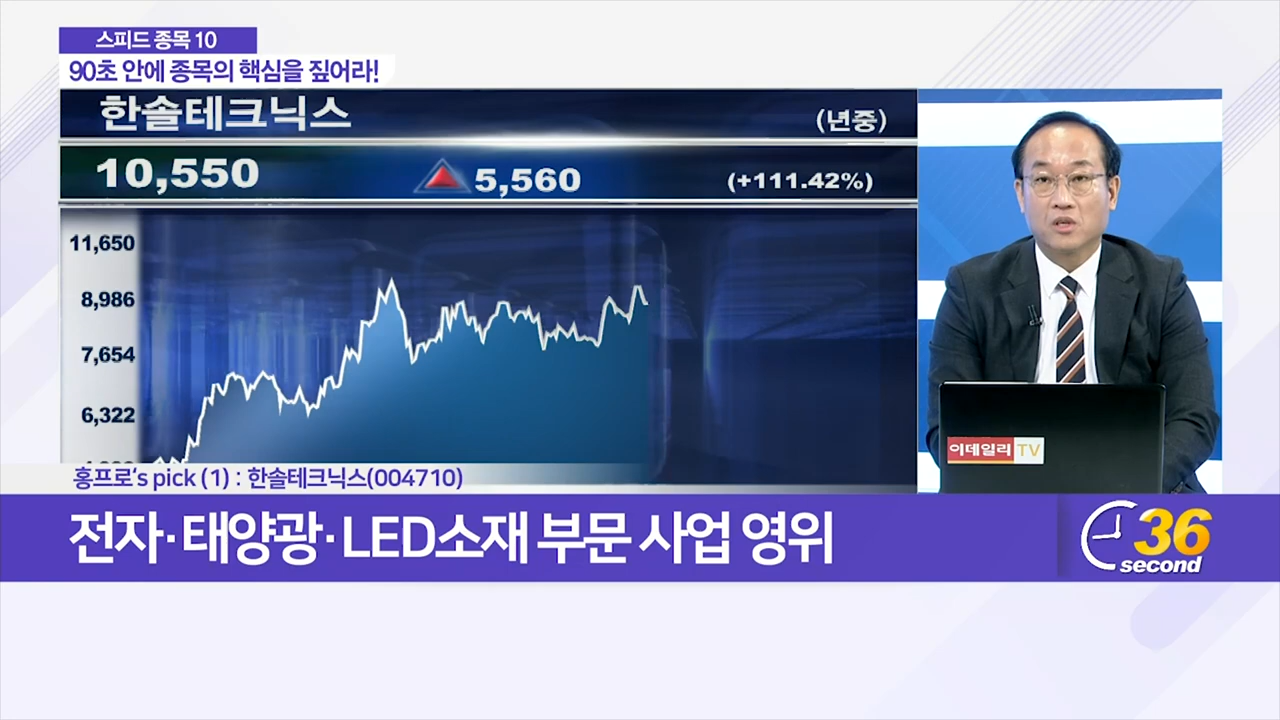 스피드 종목 10
90초 안에 종목의 핵심을 짚어라!
한솔테크닉스 (년중)
10,550 5,560 (+111.42%)
11,650
8,986
7,654
6,322
홍프로's pick (1) : 한솔테크닉스(004710)
이데일리 TV
전자·태양광·LED소재 부문 사업 영위
36
second